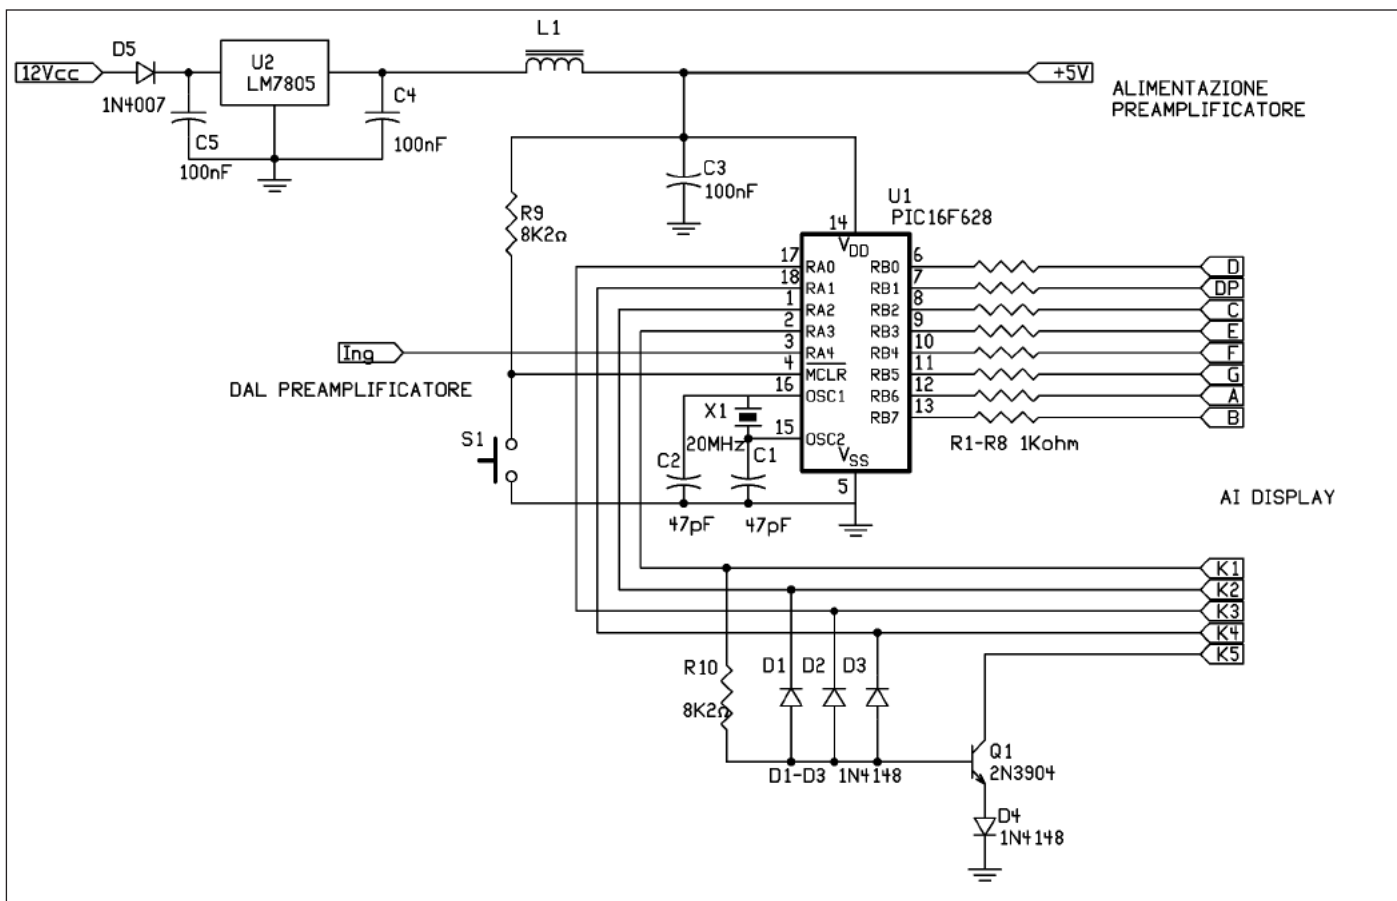 L1
D5
12Vcc
U2
LM7805
+5V
1N4007
C4
ALIMENTAZIONE
PREAMPLIFICATORE
C5
100nF
100nF
C3
100nF
R9
8K2Ω
U1
PIC16F628
14
VDD
17 RA0 RB0 6 D
18 RA1 RB1 7 DP
1 RA2 RB2 8 C
2 RA3 RB3 9 E
Ing 3 RA4 RB4 10 F
4 MCLR RB5 11 G
16 OSC1 RB6 12 A
RB7 13 B
DAL PREAMPLIFICATORE
X1
20MHz
15 OSC2
VSS
5
R1-R8 1Kohm
S1
C2
C1
47pF
47pF
AI DISPLAY
K1
K2
K3
K4
K5
R10
8K2Ω
D1 D2 D3
D1-D3 1N4148
Q1
2N3904
D4
1N4148